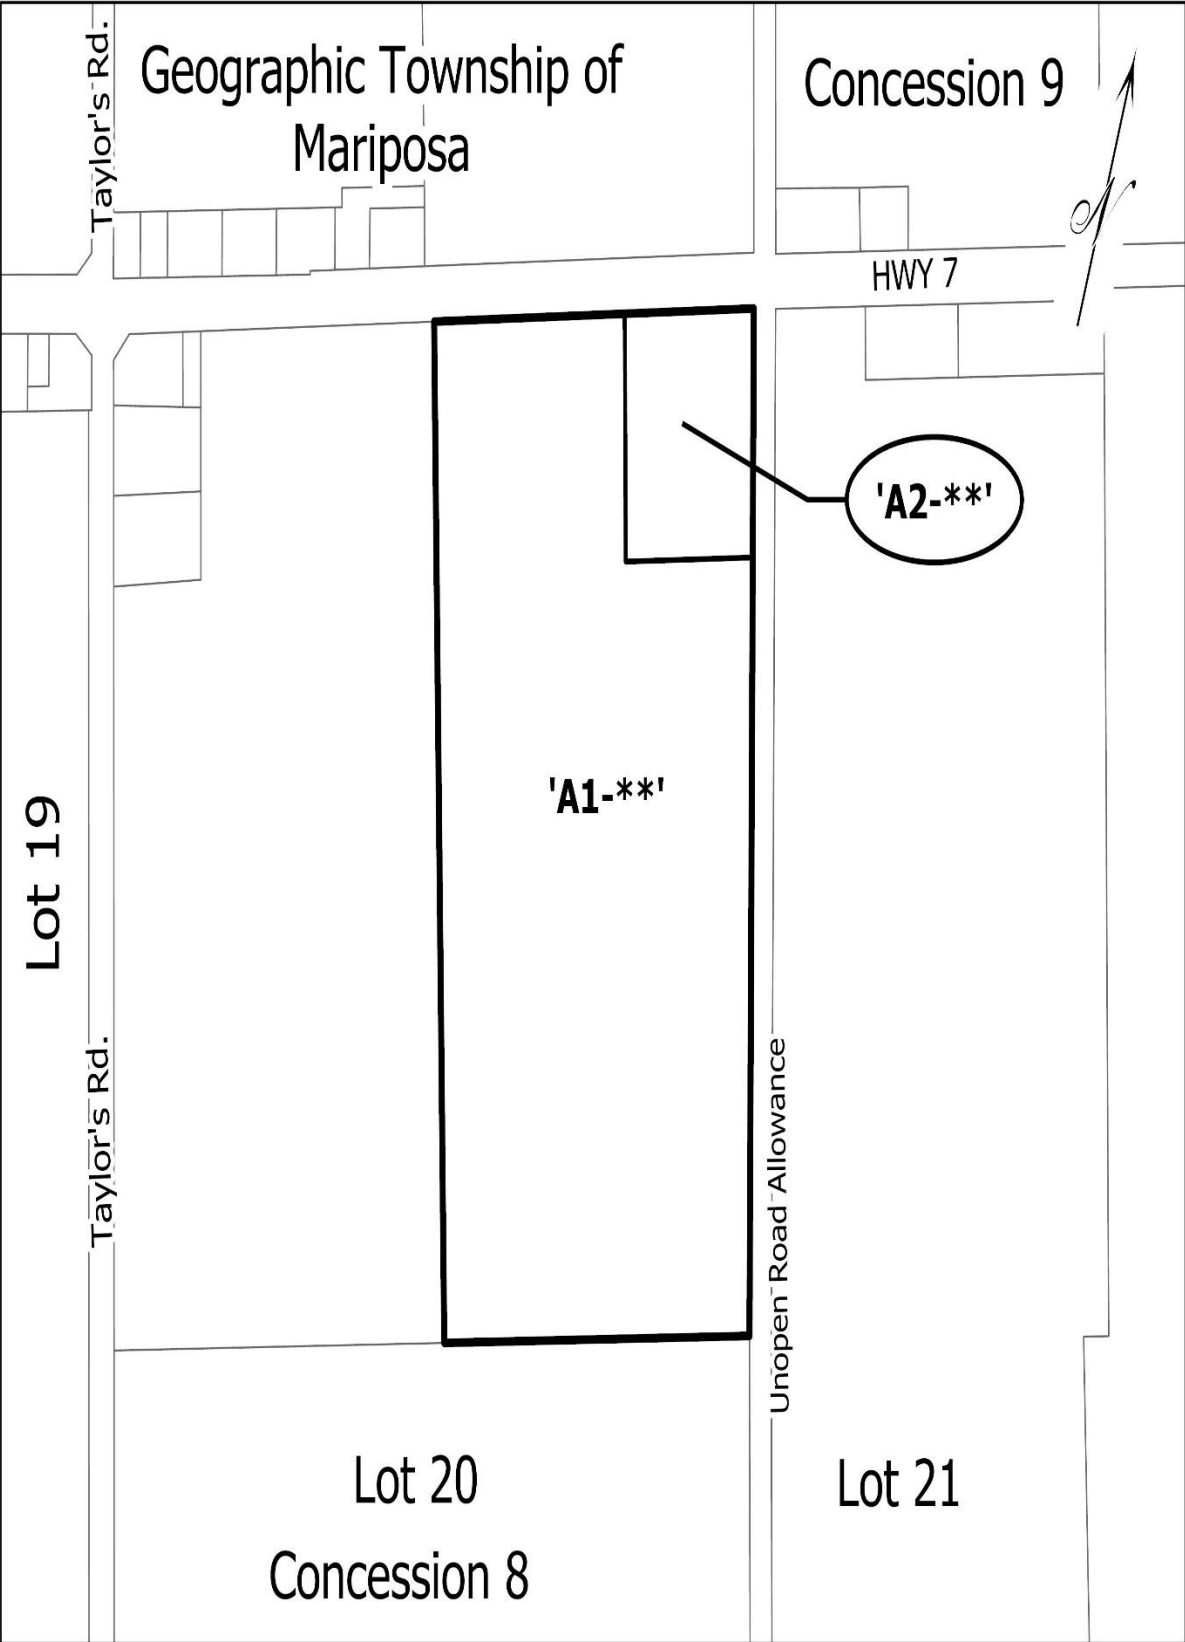 Taylor's Rd.
Geographic Township of
Mariposa
Concession 9
N
HWY 7
'A2-**'
'A1-**'
Lot 19
Taylor's Rd.
Unopen Road Allowance
Lot 20
Concession 8
Lot 21